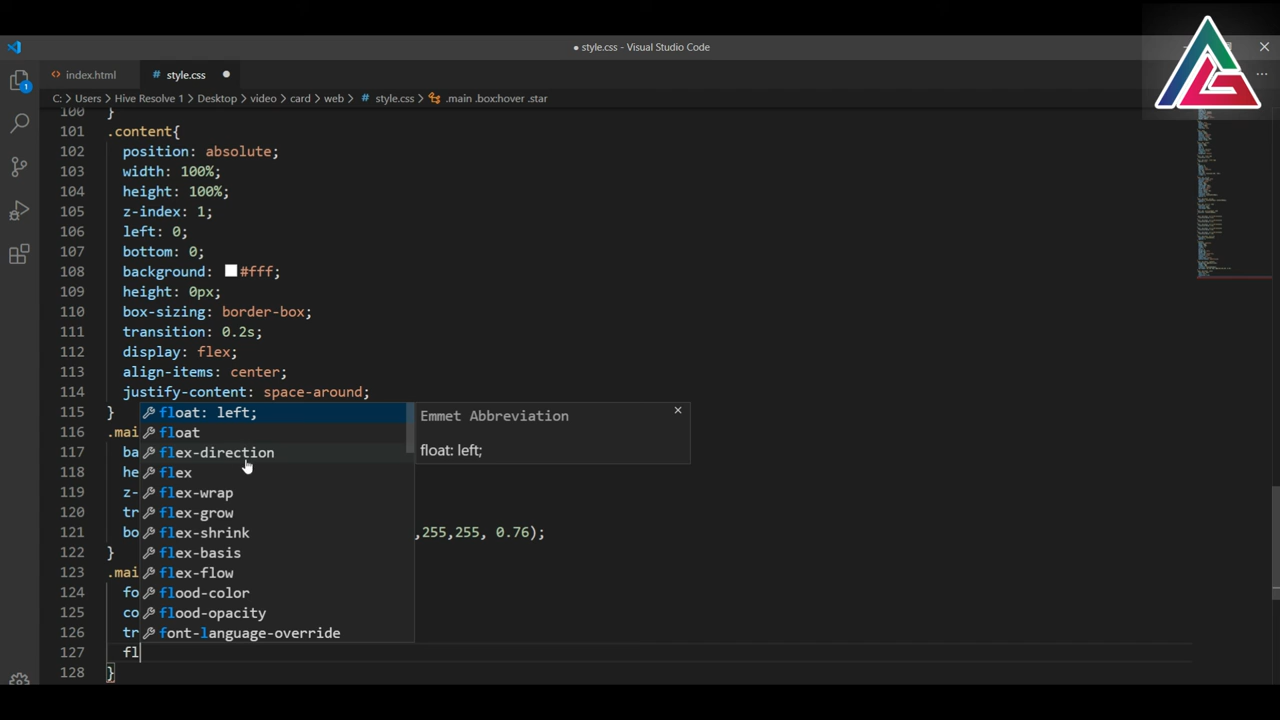 ● style.css - Visual Studio Code
index.html
# style.css ●
C: > Users > Hive Resolve 1 > Desktop > video > card > web > # style.css > .main .box:hover .star
100 }
101 .content{
102 position: absolute;
103 width: 100%;
104 height: 100%;
105 z-index: 1;
106 left: 0;
107 bottom: 0;
108 background: #fff;
109 height: 0px;
110 box-sizing: border-box;
111 transition: 0.2s;
112 display: flex;
113 align-items: center;
114 justify-content: space-around;
115 }
116 .mai
117 ba
118 he
119 z-
120 tr
121 bo ,255,255, 0.76);
122 }
123 .mai
124 fo
125 co
126 tr
127 fl
128 }
float: left;
float
flex-direction
flex
flex-wrap
flex-grow
flex-shrink
flex-basis
flex-flow
flood-color
flood-opacity
font-language-override
Emmet Abbreviation
float: left;
1